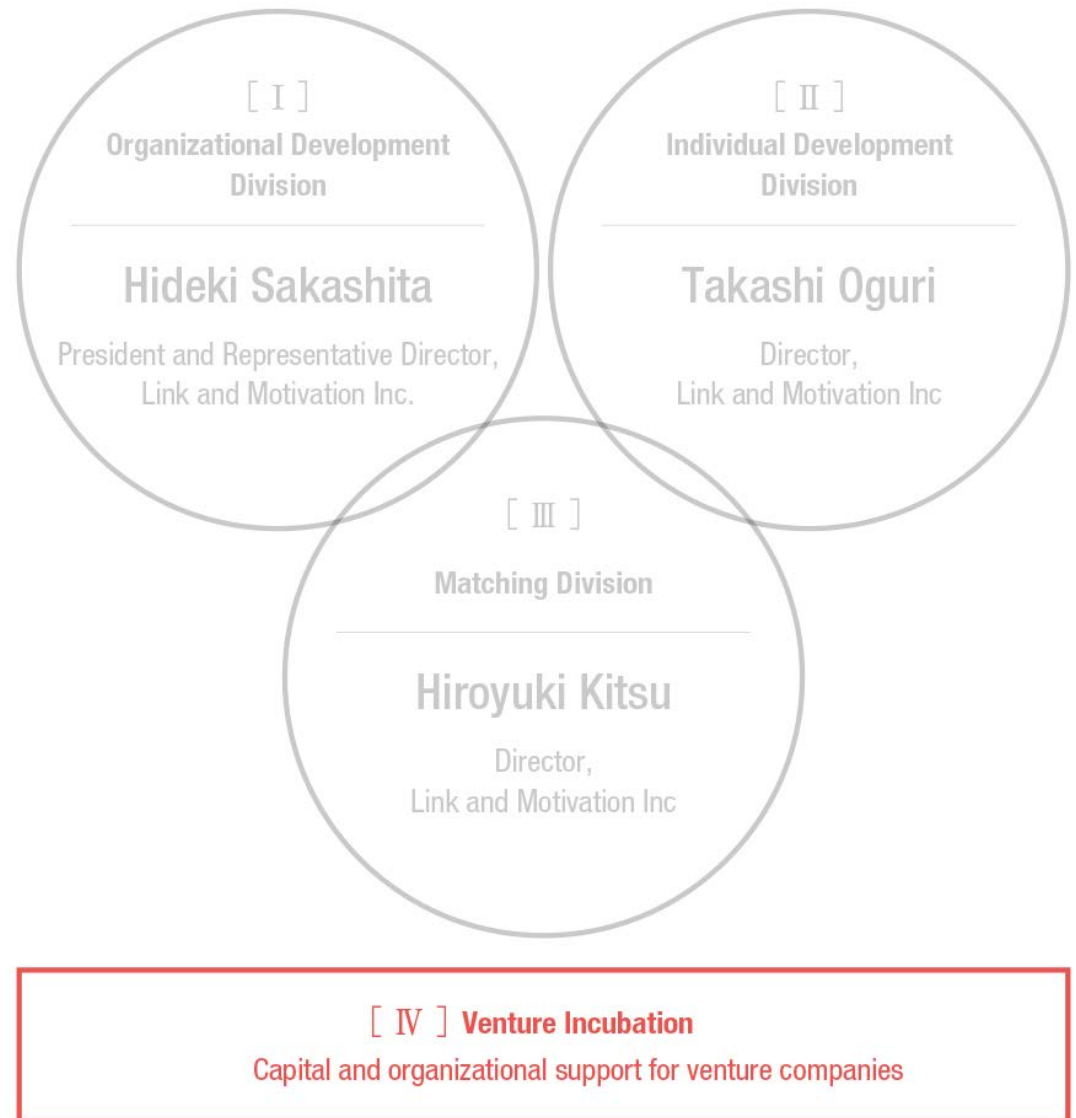 [ Ⅰ ]
Organizational Development
Division
Hideki Sakashita
President and Representative Director,
Link and Motivation Inc.
[ Ⅱ ]
Individual Development
Division
Takashi Oguri
Director,
Link and Motivation Inc
[ Ⅲ ]
Matching Division
Hiroyuki Kitsu
Director,
Link and Motivation Inc
[ Ⅳ ] Venture Incubation
Capital and organizational support for venture companies